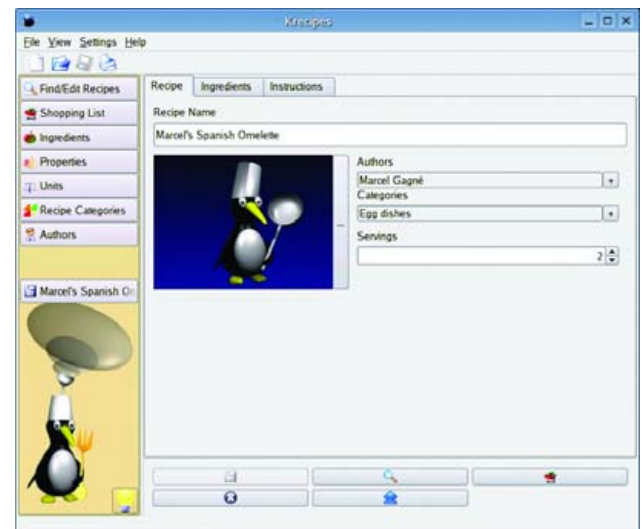 Krecipes
File View Settings Help
Find/Edit Recipes
Shopping List
Ingredients
Properties
Units
Recipe Categories
Authors
Marcel's Spanish Om
Recipe Ingredients Instructions
Recipe Name
Marcel's Spanish Omelette
Authors
Marcel Gagné
Categories
Egg dishes
Servings
2